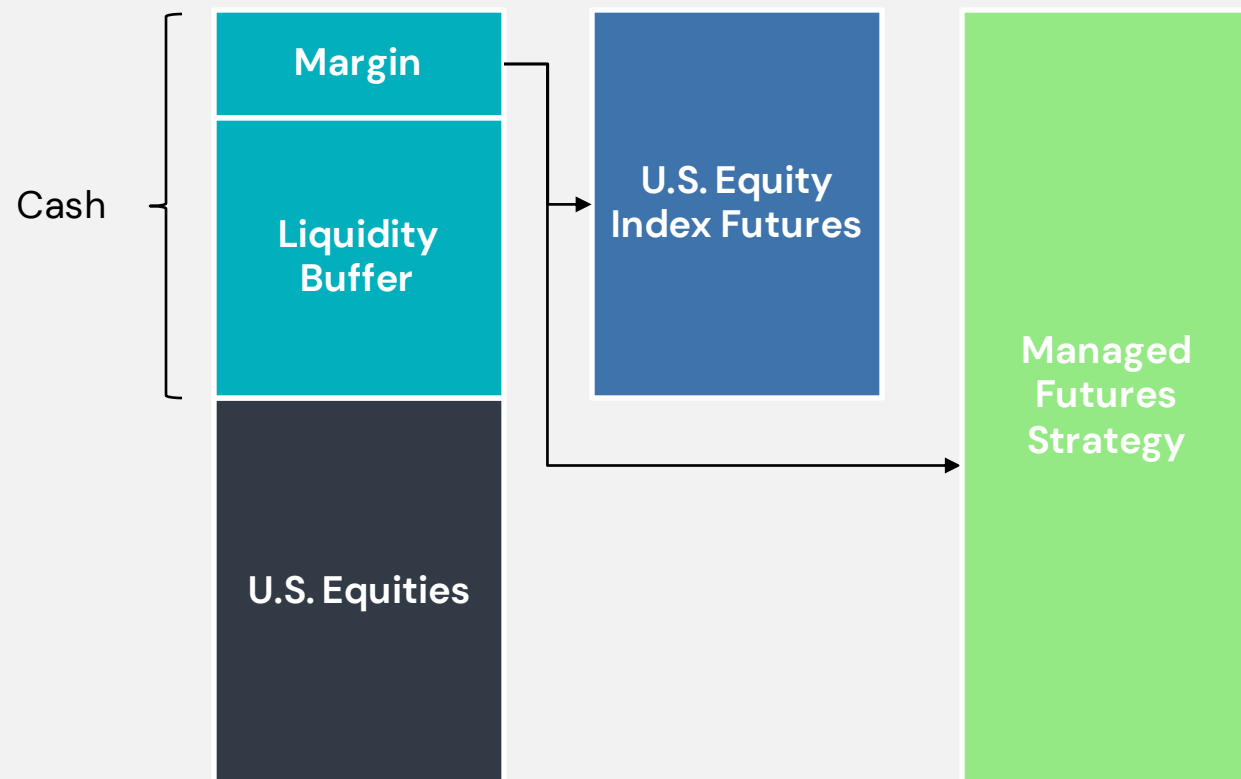 Margin
Cash
Liquidity
Buffer
U.S. Equities
U.S. Equity
Index Futures
Managed
Futures
Strategy